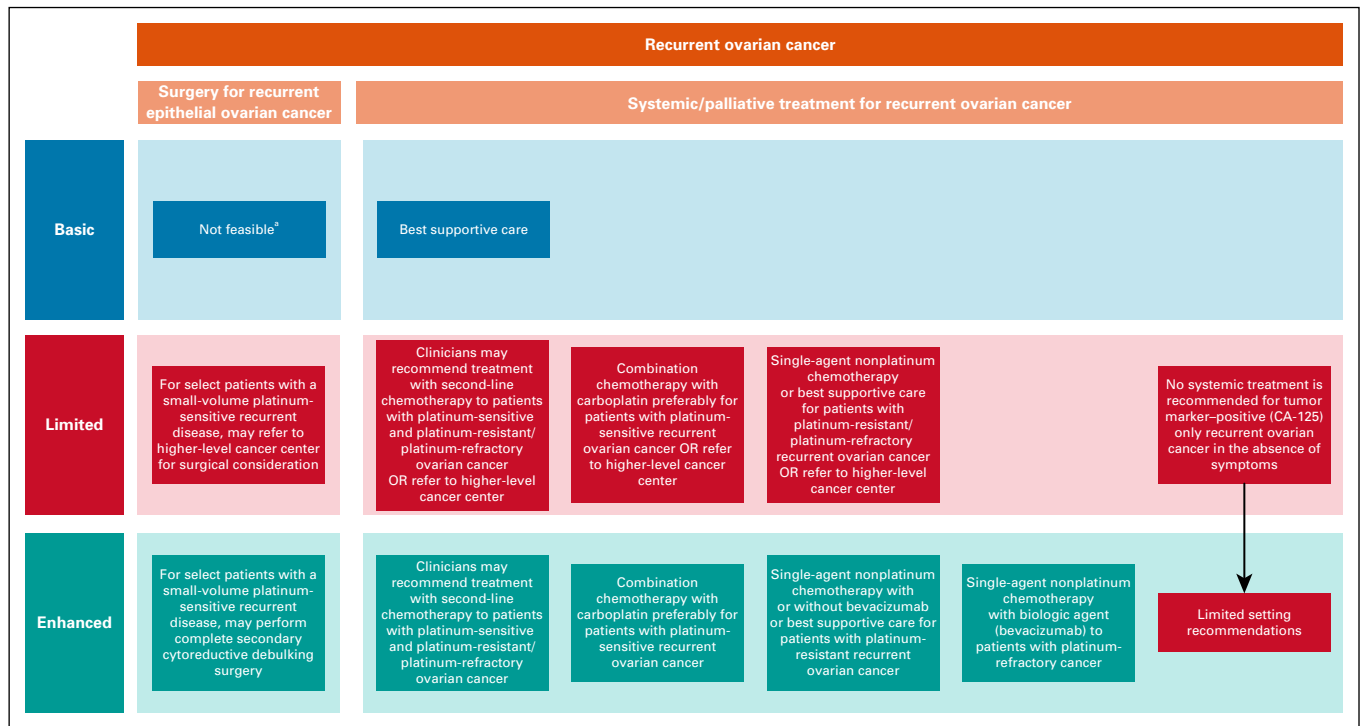 Recurrent ovarian cancer
Surgery for recurrent
epithelial ovarian cancer
Systemic/palliative treatment for recurrent ovarian cancer
Basic
Not feasibleᵃ
Best supportive care
Limited
For select patients with a
small-volume platinum-
sensitive recurrent
disease, may refer to
higher-level cancer center
for surgical consideration
Clinicians may
recommend treatment
with second-line
chemotherapy to patients
with platinum-sensitive
and platinum-resistant/
platinum-refractory
ovarian cancer
OR refer to higher-level
cancer center
Combination
chemotherapy with
carboplatin preferably for
patients with platinum-
sensitive recurrent
ovarian cancer OR refer
to higher-level cancer
center
Single-agent nonplatinum
chemotherapy
or best supportive care
for patients with
platinum-resistant/
platinum-refractory
recurrent ovarian cancer
OR refer to higher-level
cancer center
No systemic treatment is
recommended for tumor
marker–positive (CA-125)
only recurrent ovarian
cancer in the absence of
symptoms
Enhanced
For select patients with a
small-volume platinum-
sensitive recurrent
disease, may perform
complete secondary
cytoreductive debulking
surgery
Clinicians may
recommend treatment
with second-line
chemotherapy to patients
with platinum-sensitive
and platinum-resistant/
platinum-refractory
ovarian cancer
Combination
chemotherapy with
carboplatin preferably for
patients with platinum-
sensitive recurrent
ovarian cancer
Single-agent nonplatinum
chemotherapy with
or without bevacizumab
or best supportive care for
patients with platinum-
resistant recurrent
ovarian cancer
Single-agent nonplatinum
chemotherapy
with biologic agent
(bevacizumab) to
patients with platinum-
refractory cancer
Limited setting
recommendations